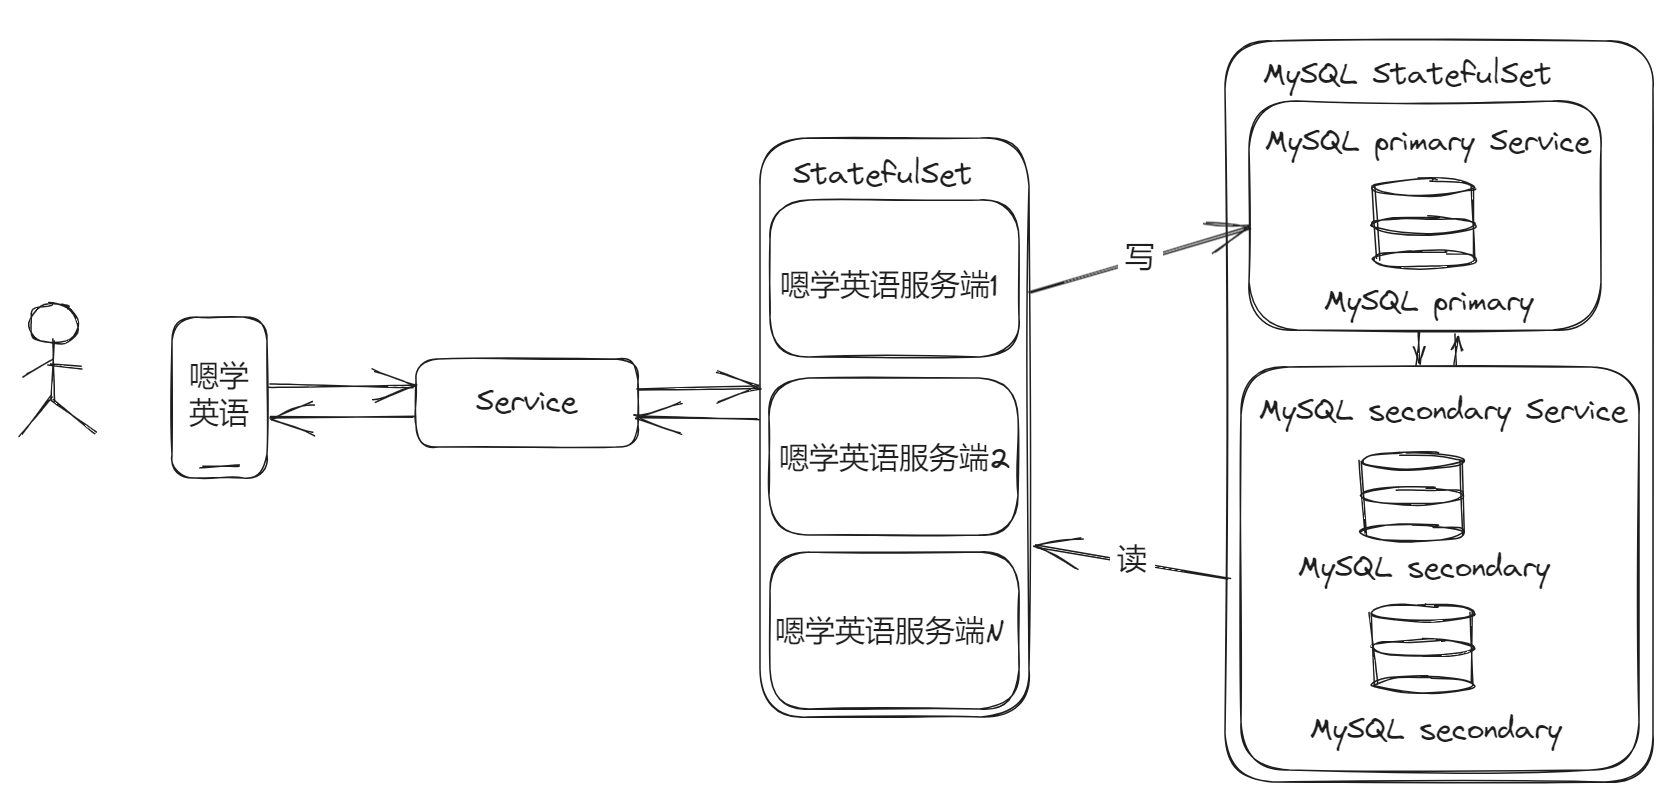 嗯学
英语
Service
StatefulSet
嗯学英语服务端1
嗯学英语服务端2
嗯学英语服务端N
写
读
MySQL StatefulSet
MySQL primary Service
MySQL primary
MySQL secondary Service
MySQL secondary
MySQL secondary